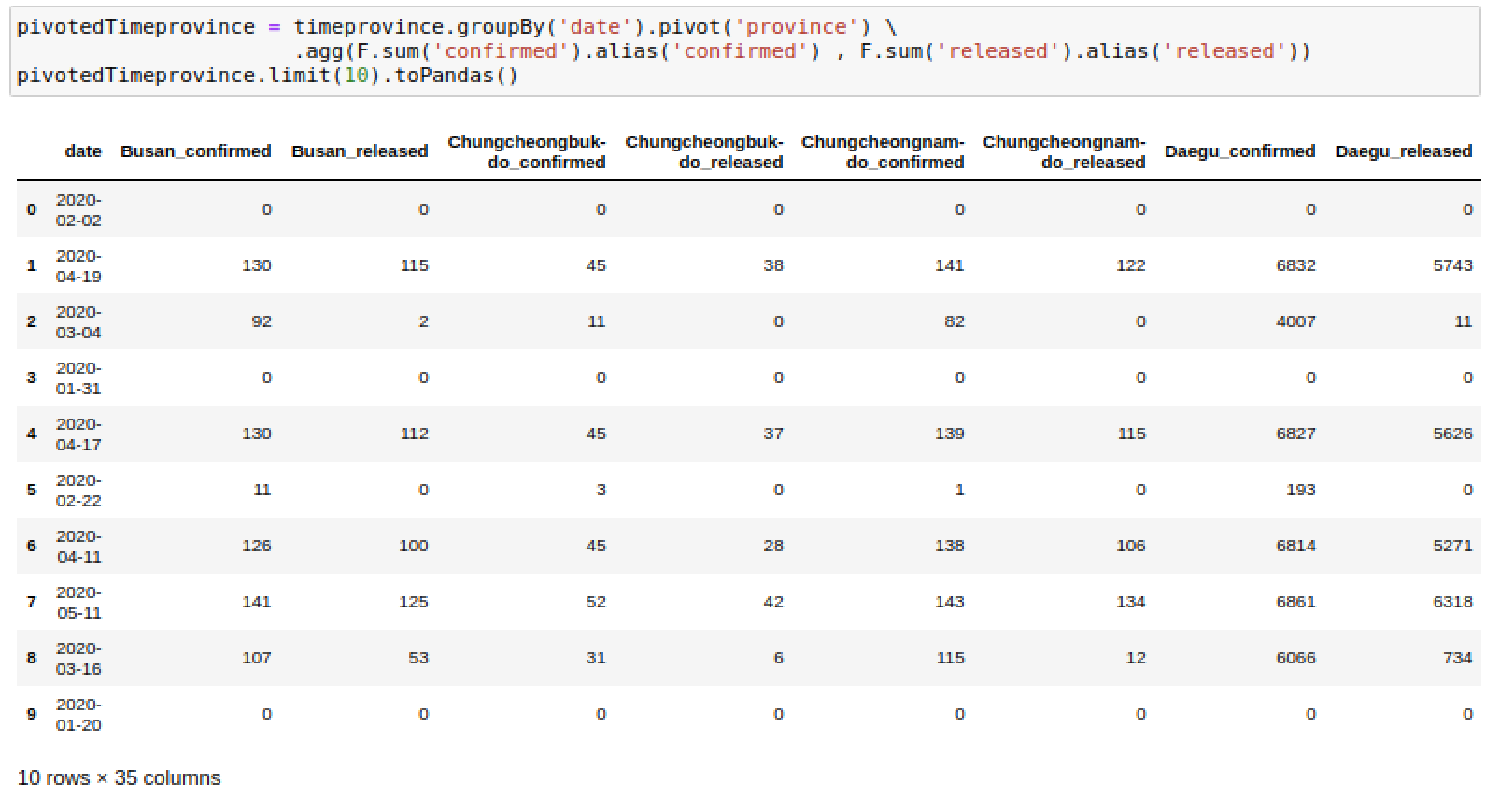 pivotedTimeprovince = timeprovince.groupBy('date').pivot('province') \
.agg(F.sum('confirmed').alias('confirmed') , F.sum('released').alias('released'))
pivotedTimeprovince.limit(10).toPandas()
date Busan_confirmed Busan_released Chungcheongbuk-do_confirmed Chungcheongbuk-do_released Chungcheongnam-do_confirmed Chungcheongnam-do_released Daegu_confirmed Daegu_released
0 2020-02-02 0 0 0 0 0 0 0 0
1 2020-04-19 130 115 45 38 141 122 6832 5743
2 2020-03-04 92 2 11 0 82 0 4007 11
3 2020-01-31 0 0 0 0 0 0 0 0
4 2020-04-17 130 112 45 37 139 115 6827 5626
5 2020-02-22 11 0 3 0 1 0 193 0
6 2020-04-11 126 100 45 28 138 106 6814 5271
7 2020-05-11 141 125 52 42 143 134 6861 6318
8 2020-03-16 107 53 31 6 115 12 6066 734
9 2020-01-20 0 0 0 0 0 0 0 0
10 rows × 35 columns